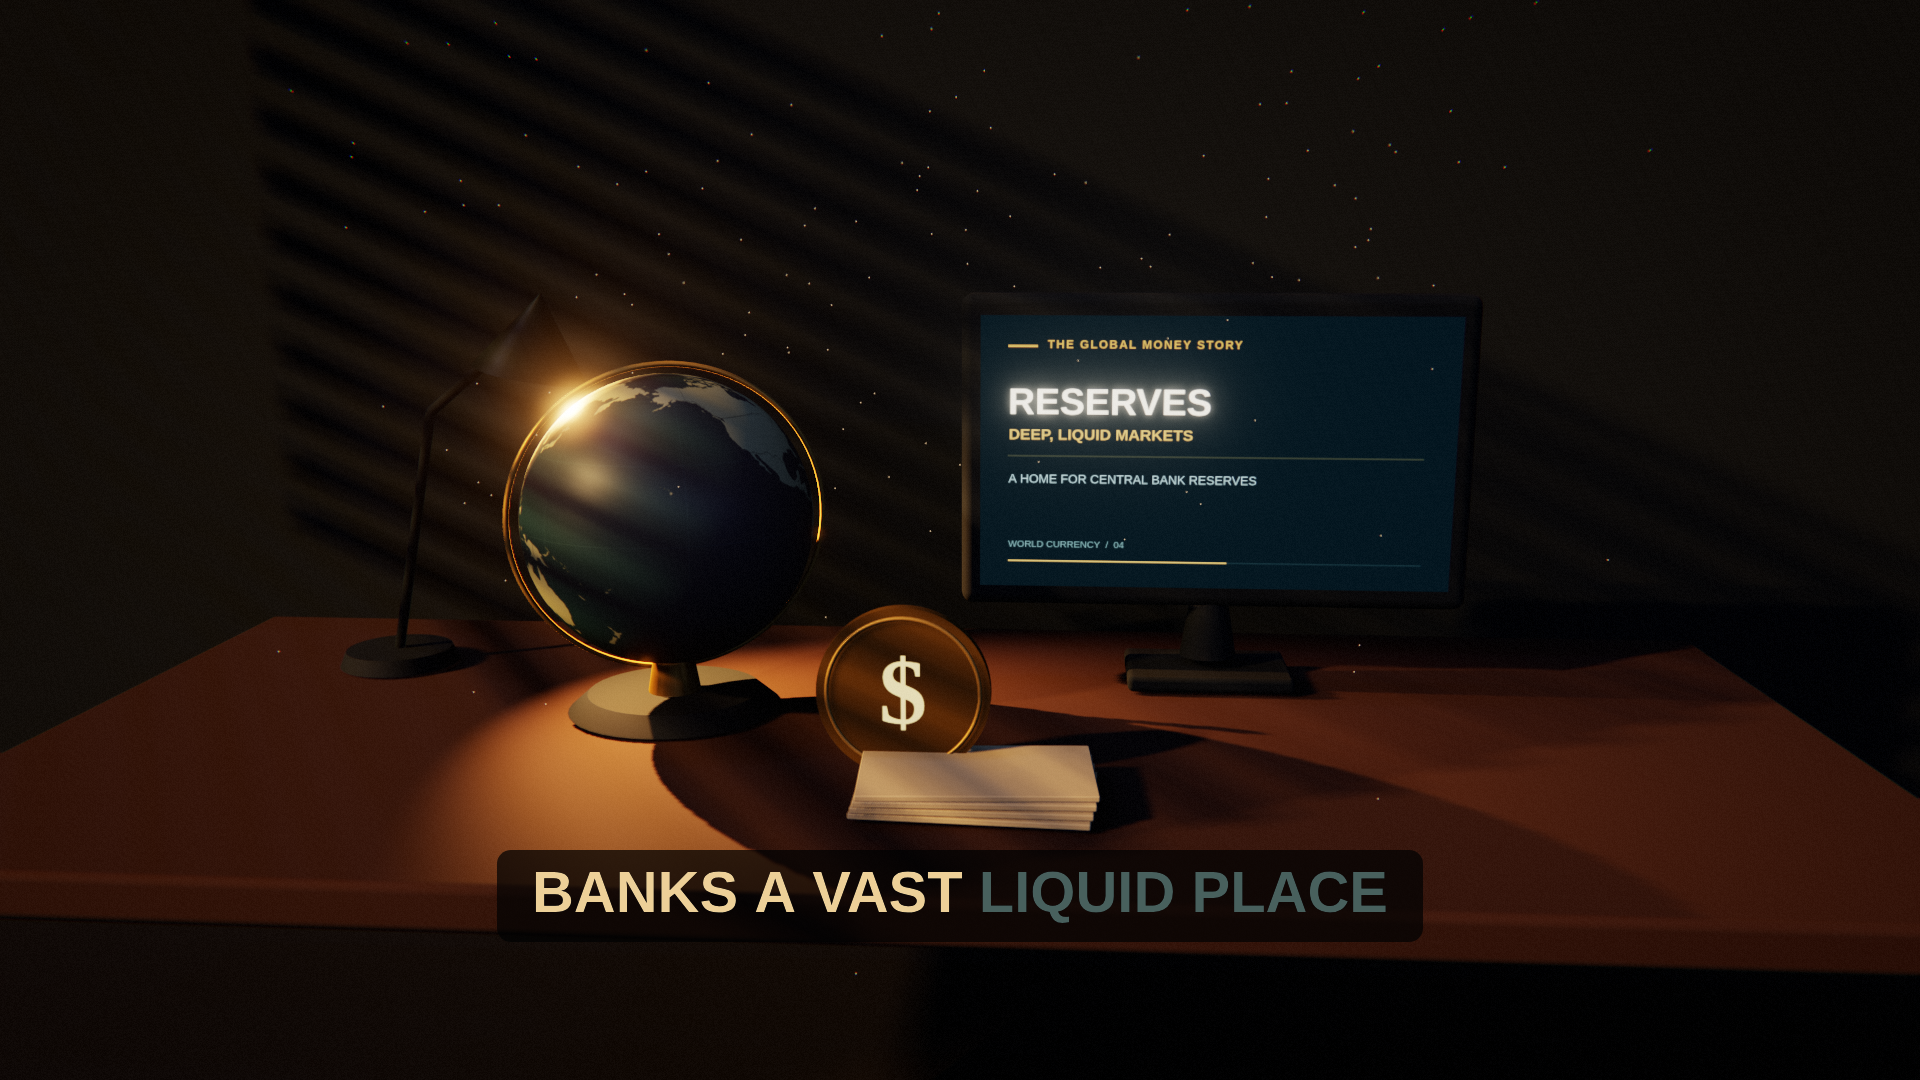 THE GLOBAL MONEY STORY
RESERVES
DEEP, LIQUID MARKETS
A HOME FOR CENTRAL BANK RESERVES
WORLD CURRENCY / 04
$
BANKS A VAST LIQUID PLACE